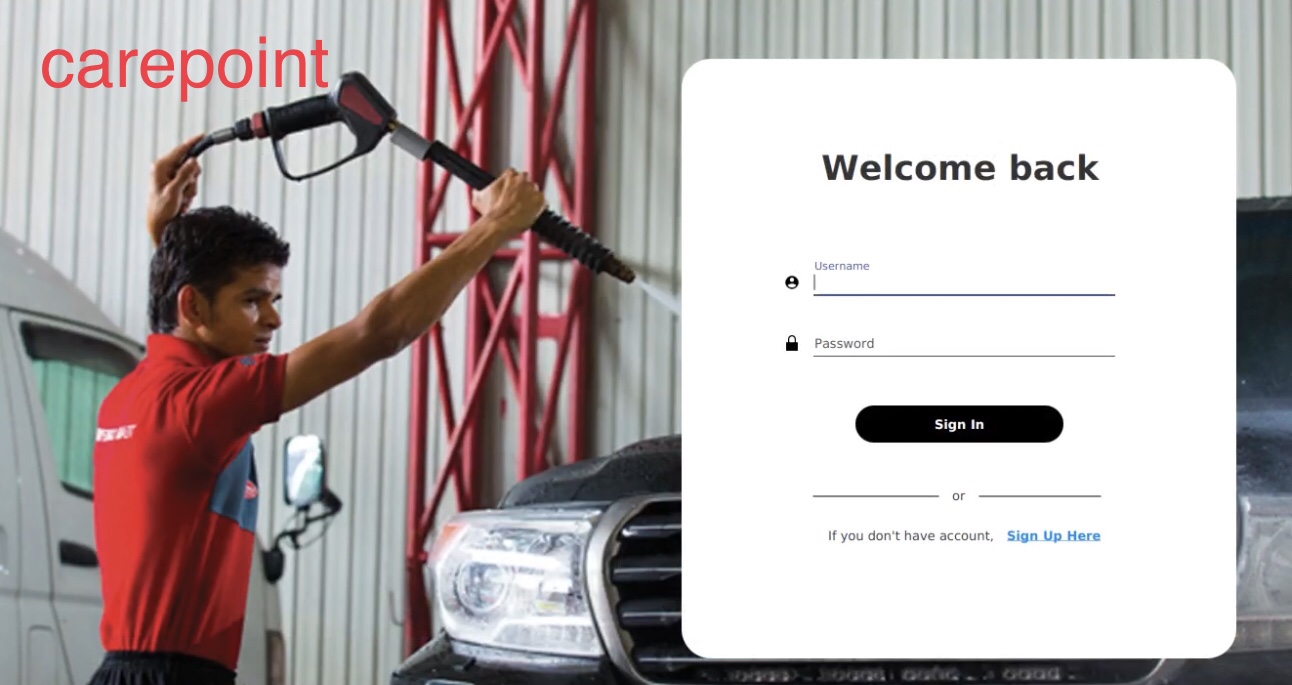 carepoint
Welcome back
Username
Password
Sign In
or
If you don't have account, Sign Up Here